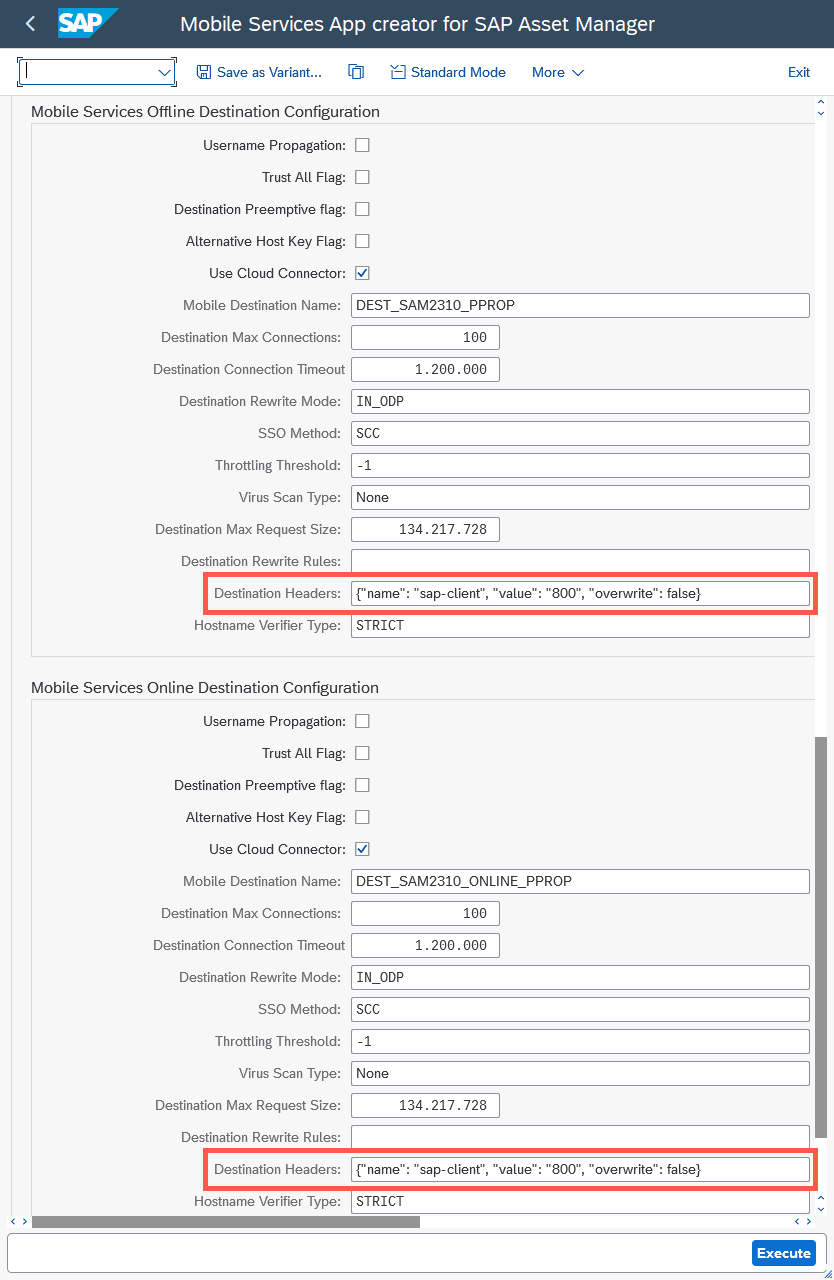 SAP Mobile Services App creator for SAP Asset Manager
Save as Variant... Standard Mode More Exit
Mobile Services Offline Destination Configuration
Username Propagation:
Trust All Flag:
Destination Preemptive flag:
Alternative Host Key Flag:
Use Cloud Connector:
Mobile Destination Name: DEST_SAM2310_PPROP
Destination Max Connections: 100
Destination Connection Timeout 1.200.000
Destination Rewrite Mode: IN_ODP
SSO Method: SCC
Throttling Threshold: -1
Virus Scan Type: None
Destination Max Request Size: 134.217.728
Destination Rewrite Rules:
Destination Headers: {"name": "sap-client", "value": "800", "overwrite": false}
Hostname Verifier Type: STRICT
Mobile Services Online Destination Configuration
Username Propagation:
Trust All Flag:
Destination Preemptive flag:
Alternative Host Key Flag:
Use Cloud Connector:
Mobile Destination Name: DEST_SAM2310_ONLINE_PPROP
Destination Max Connections: 100
Destination Connection Timeout 1.200.000
Destination Rewrite Mode: IN_ODP
SSO Method: SCC
Throttling Threshold: -1
Virus Scan Type: None
Destination Max Request Size: 134.217.728
Destination Rewrite Rules:
Destination Headers: {"name": "sap-client", "value": "800", "overwrite": false}
Hostname Verifier Type: STRICT
Execute